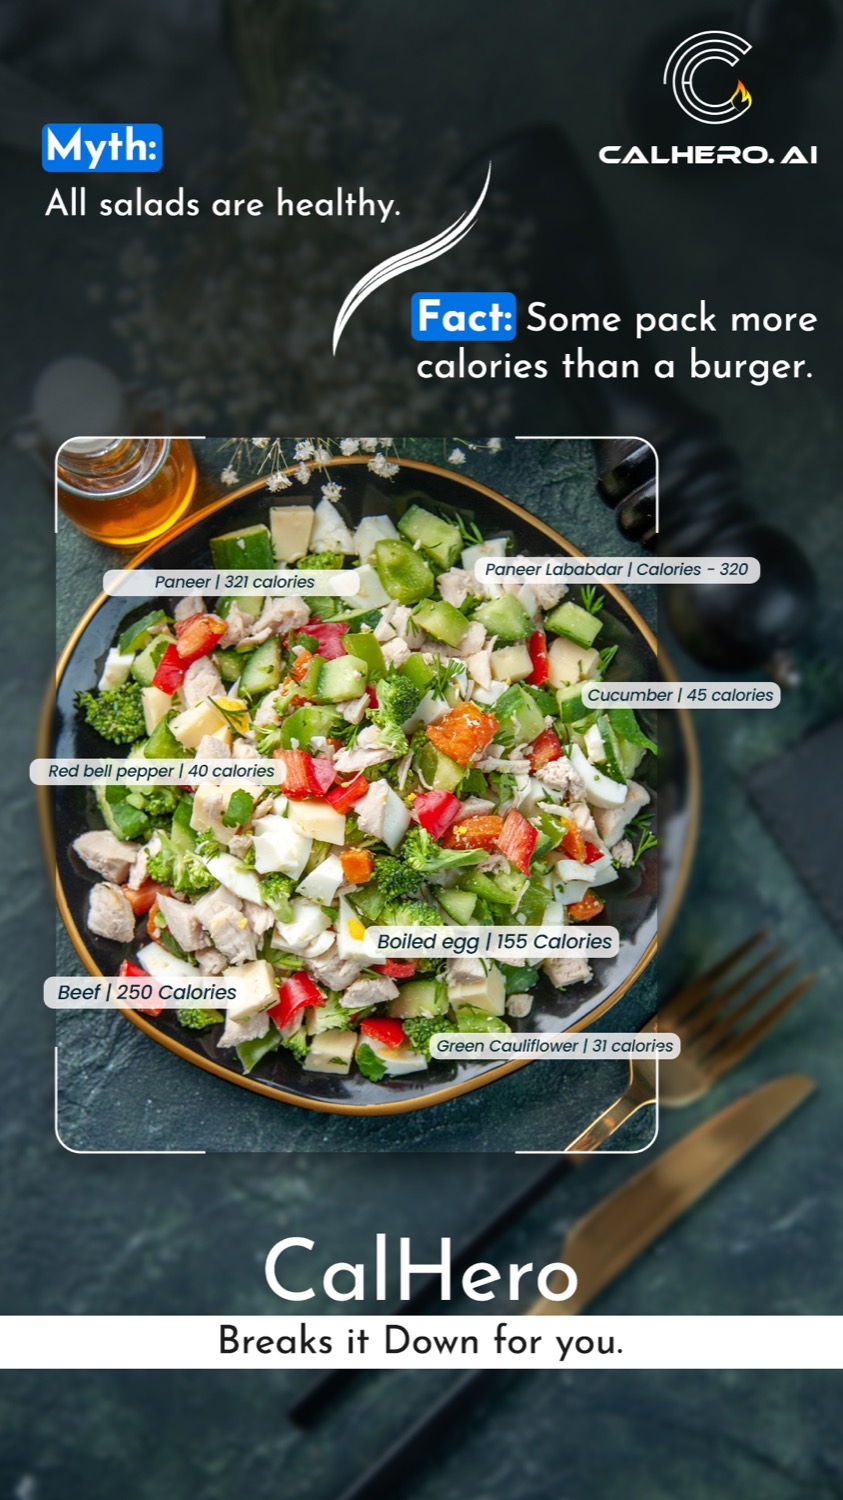 CALHERO.AI
Myth:
All salads are healthy.
Fact: Some pack more
calories than a burger.
Paneer | 321 calories
Paneer Lababdar | Calories - 320
Cucumber | 45 calories
Red bell pepper | 40 calories
Boiled egg | 155 Calories
Beef | 250 Calories
Green Cauliflower | 31 calories
CalHero
Breaks it Down for you.